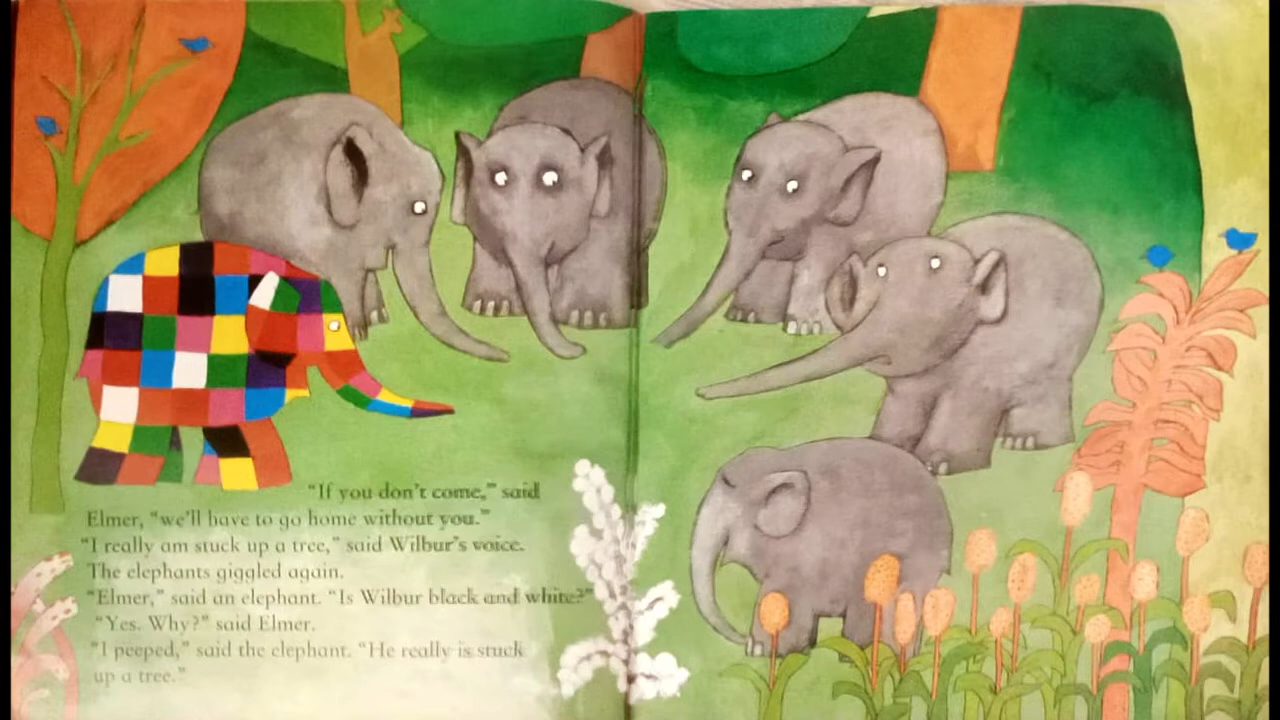 "If you don't come," said
Elmer, "we'll have to go home without you."
"I really am stuck up a tree," said Wilbur's voice.
The elephants giggled again.
"Elmer," said an elephant. "Is Wilbur black and white?"
"Yes. Why?" said Elmer.
"I peeped," said the elephant. "He really is stuck
up a tree."